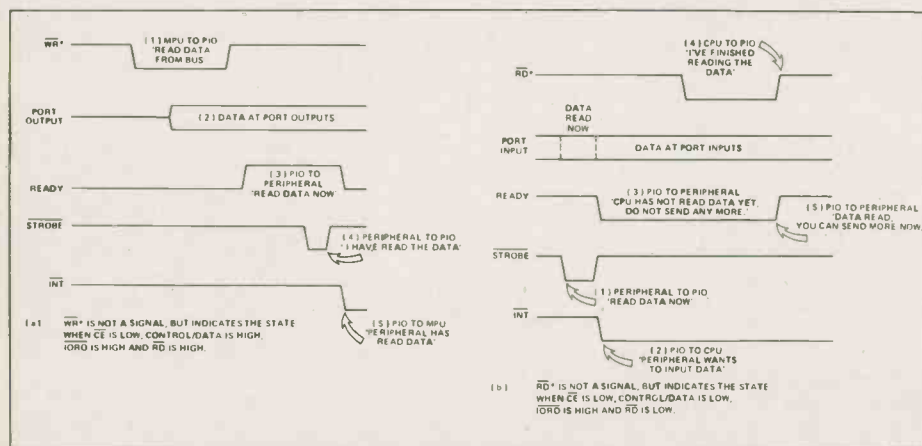 WR*
(1) MPU TO PIO
'READ DATA
FROM BUS'
PORT
OUTPUT
(2) DATA AT PORT OUTPUTS
READY
(3) PIO TO
PERIPHERAL
'READ DATA NOW'
STROBE
(4) PERIPHERAL TO PIO
'I HAVE READ THE DATA'
INT
(5) PIO TO MPU
'PERIPHERAL HAS
READ DATA'
(a) WR* IS NOT A SIGNAL, BUT INDICATES THE STATE
WHEN CE IS LOW, CONTROL/DATA IS HIGH,
IORQ IS HIGH AND RD IS HIGH.
RD*
(4) CPU TO PIO
'I'VE FINISHED
READING THE
DATA'
DATA
READ
NOW
PORT
INPUT
DATA AT PORT INPUTS
READY
(3) PIO TO PERIPHERAL
'CPU HAS NOT READ DATA YET,
DO NOT SEND ANY MORE.'
(5) PIO TO PERIPHERAL
'DATA READ,
YOU CAN SEND MORE NOW'
STROBE
(1) PERIPHERAL TO PIO
'READ DATA NOW'
INT
(2) PIO TO CPU
'PERIPHERAL WANTS
TO INPUT DATA'
(b) RD* IS NOT A SIGNAL, BUT INDICATES THE STATE
WHEN CE IS LOW, CONTROL/DATA IS LOW,
IORQ IS HIGH AND RD IS LOW.